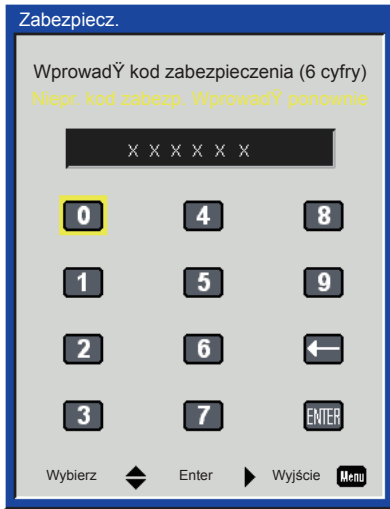 Zabezpiecz.
WprowadŸ kod zabezpieczenia (6 cyfry)
Niepr. kod zabezp. WprowadŸ ponownie
X X X X X X
0 4 8
1 5 9
2 6
3 7 ENTER
Wybierz Enter Wyjście Menu